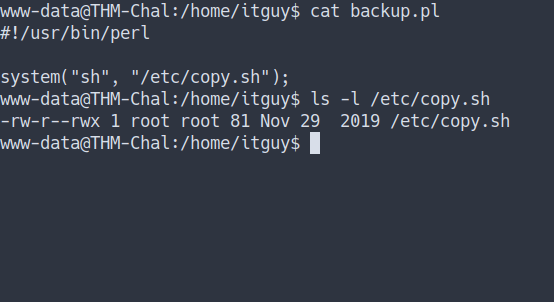 www-data@THM-Chal:/home/itguy$ cat backup.pl
#!/usr/bin/perl
system("sh", "/etc/copy.sh");
www-data@THM-Chal:/home/itguy$ ls -l /etc/copy.sh
-rw-r--rwx 1 root root 81 Nov 29  2019 /etc/copy.sh
www-data@THM-Chal:/home/itguy$